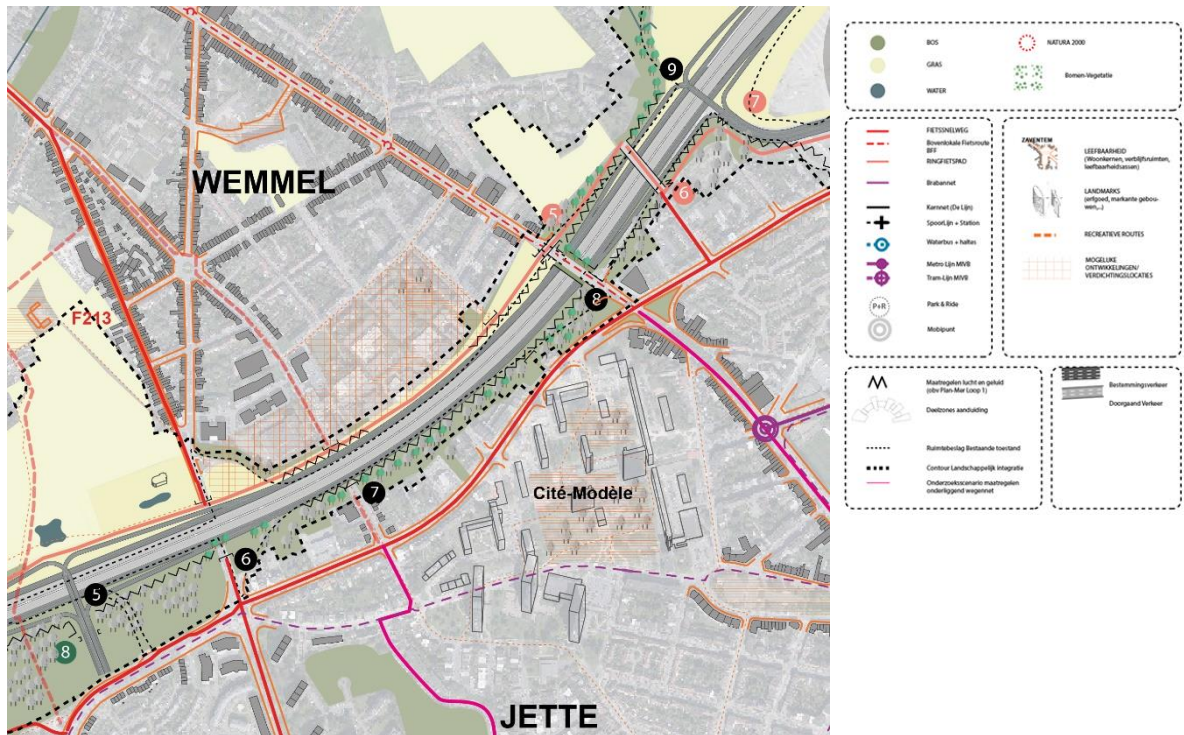 9
7
6
WEMMEL
5
8
F213
Cité-Modèle
7
6
5
8
JETTE
BOS
NATURA 2000
GRAS
Bomen-Vegetatie
WATER
FIETSSNELWEG
Bovenlokale Fietsroute
BFF
RINGFIETSPAD
Brabannet
Kernnet (De Lijn)
SpoorLijn + Station
Waterbus + haltes
Metro Lijn MIVB
Tram-Lijn MIVB
P+R
Park & Ride
Mobipunt
ZAVENTEM
LEEFBAARHEID
(Woonkernen, verblijfsruimten,
leefbaarheidsassen)
LANDMARKS
(erfgoed, markante gebou-
wen,...)
RECREATIEVE ROUTES
MOGELIJKE
ONTWIKKELINGEN/
VERDICHTINGSLOCATIES
Maatregelen lucht en geluid
(obv Plan-Mer Loop 1)
Deelzones aanduiding
Ruimtebeslag Bestaande toestand
Contour Landschappelijk Integratie
Onderzoeksscenario maatregelen
onderliggend wegennet
Bestemmingsverkeer
Doorgaand Verkeer